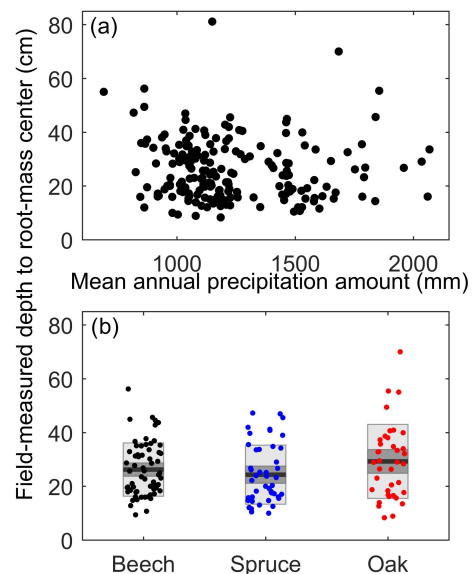 Field-measured depth to root-mass center (cm)
(a)
80
60
40
20
0
1000 1500 2000
Mean annual precipitation amount (mm)
(b)
80
60
40
20
0
Beech Spruce Oak